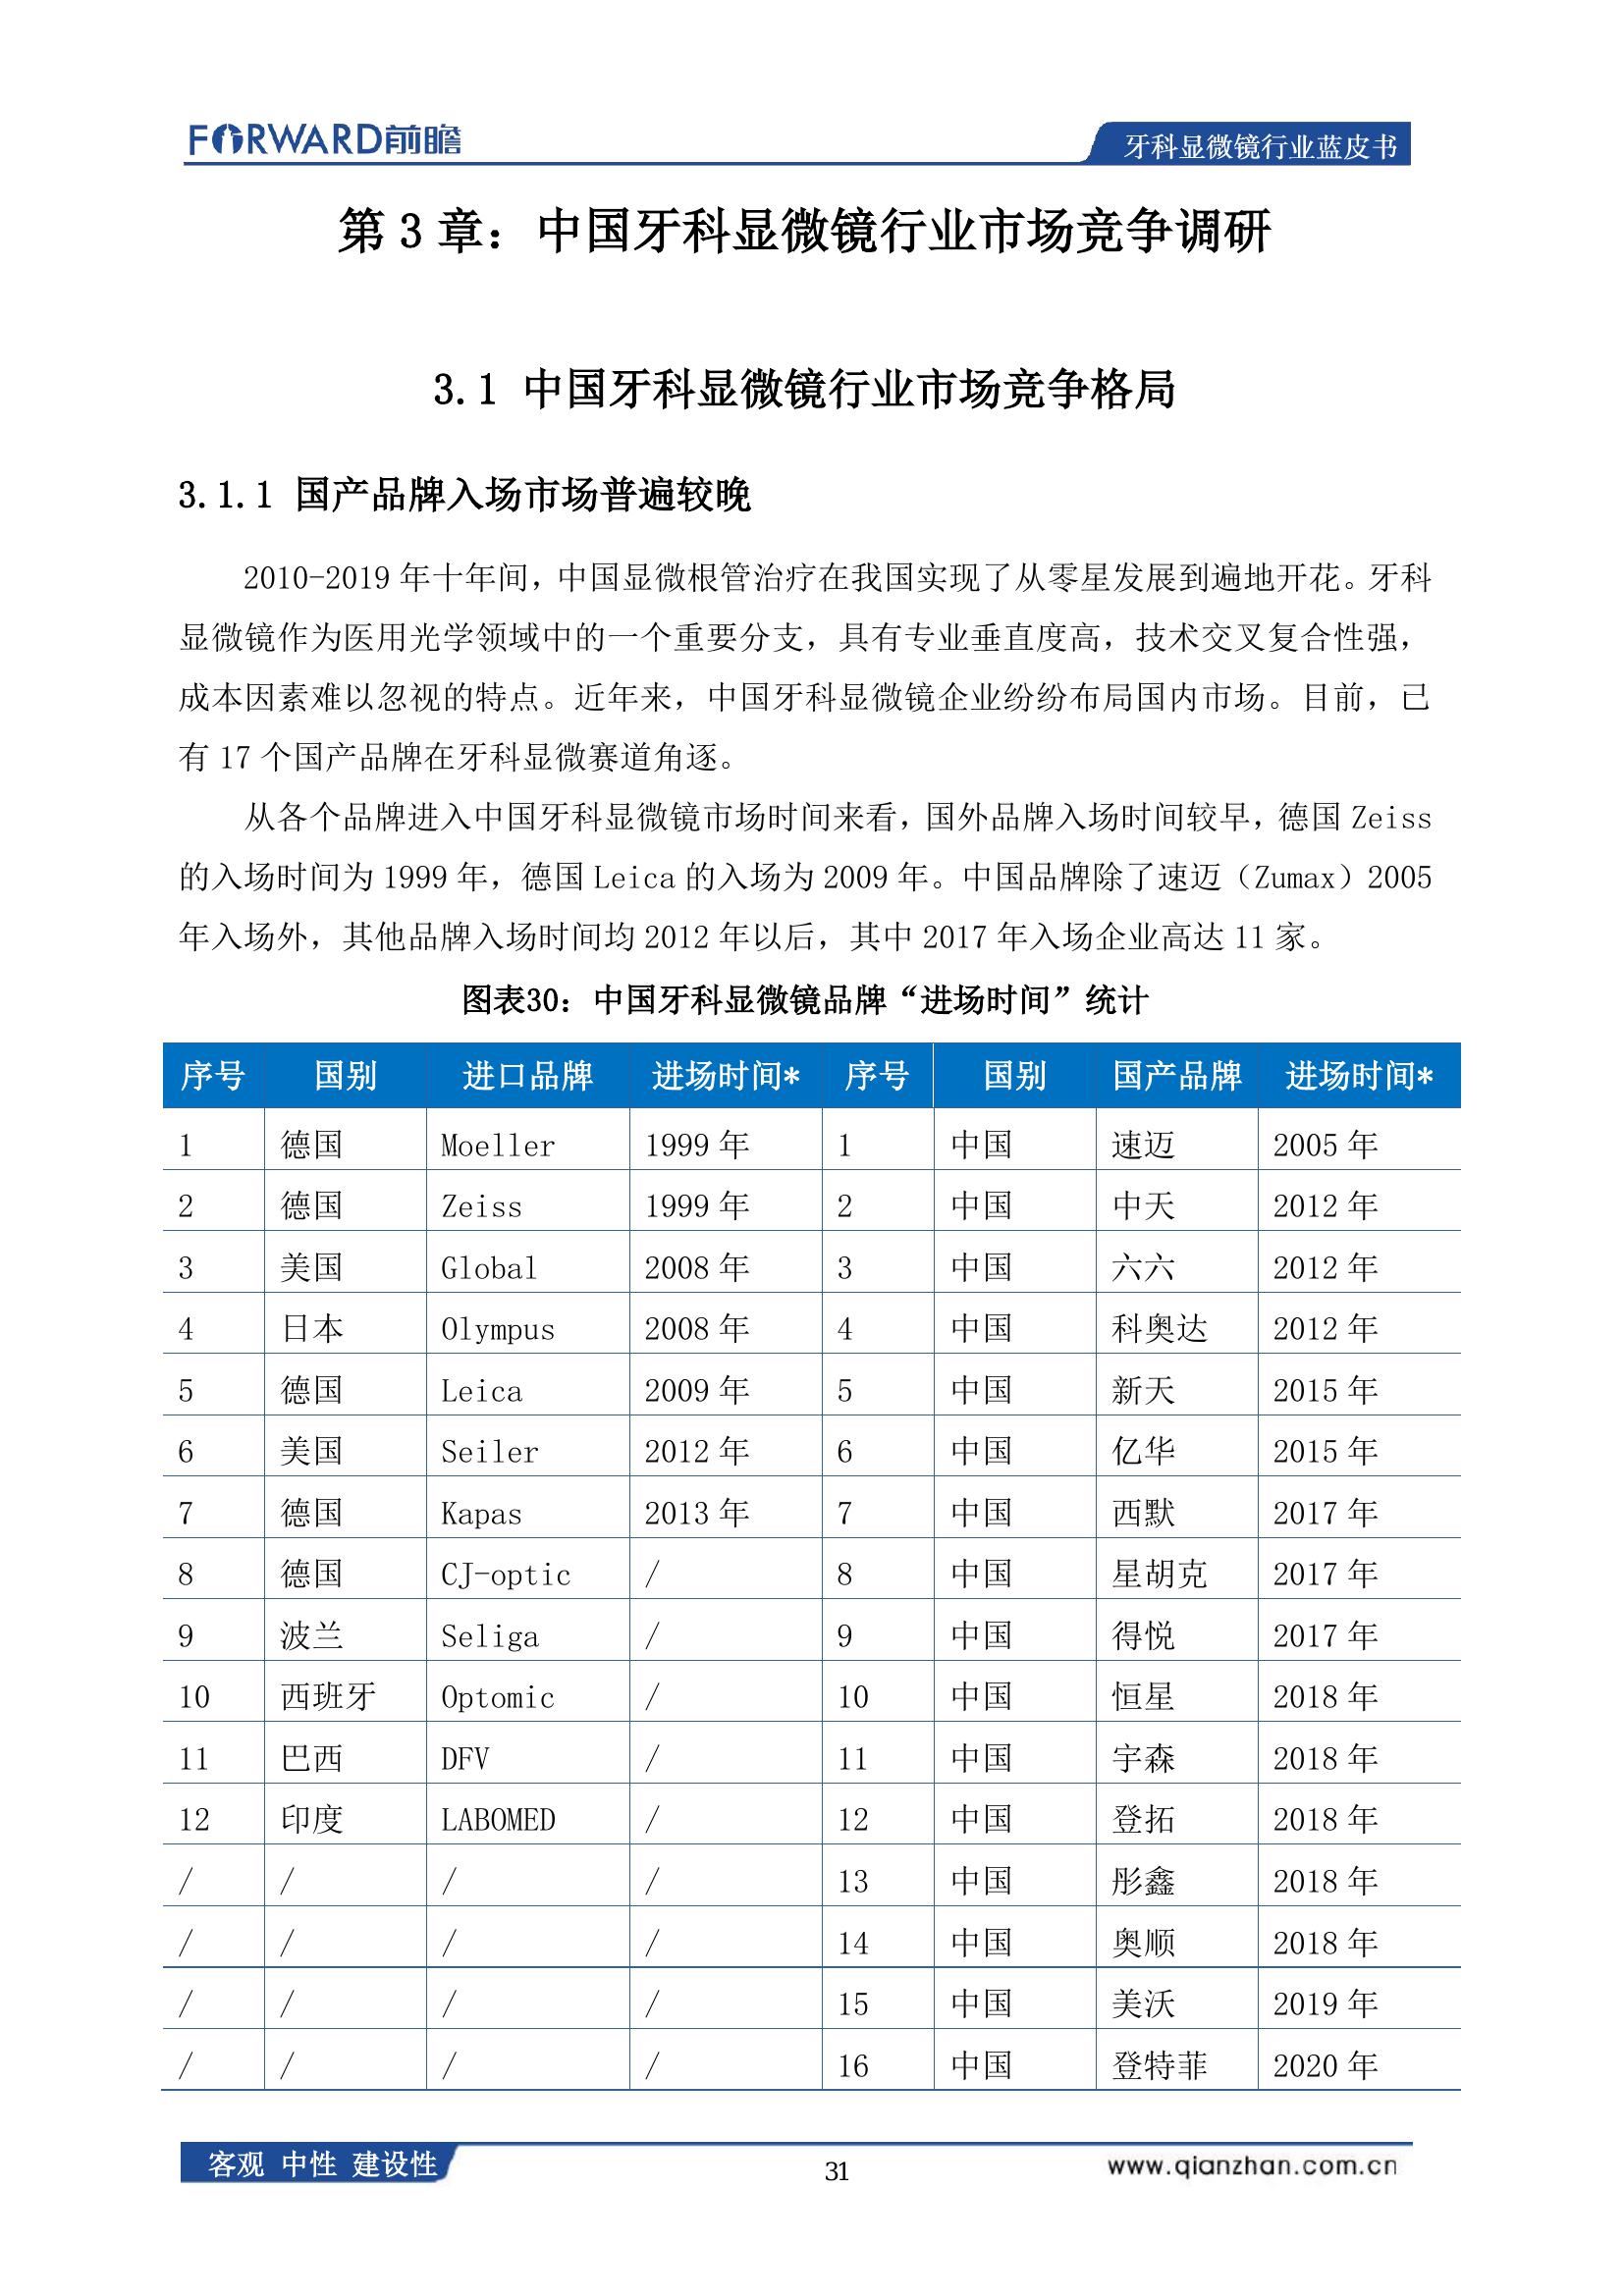 FORWARD前瞻
牙科显微镜行业蓝皮书
第 3 章：中国牙科显微镜行业市场竞争调研
3.1 中国牙科显微镜行业市场竞争格局
3.1.1 国产品牌入场市场普遍较晚
2010-2019 年十年间，中国显微根管治疗在我国实现了从零星发展到遍地开花。牙科
显微镜作为医用光学领域中的一个重要分支，具有专业垂直度高，技术交叉复合性强，
成本因素难以忽视的特点。近年来，中国牙科显微镜企业纷纷布局国内市场。目前，已
有 17 个国产品牌在牙科显微赛道角逐。
从各个品牌进入中国牙科显微镜市场时间来看，国外品牌入场时间较早，德国 Zeiss
的入场时间为 1999 年，德国 Leica 的入场为 2009 年。中国品牌除了速迈（Zumax）2005
年入场外，其他品牌入场时间均 2012 年以后，其中 2017 年入场企业高达 11 家。
图表30：中国牙科显微镜品牌“进场时间”统计
序号 国别 进口品牌 进场时间* 序号 国别 国产品牌 进场时间*
1 德国 Moeller 1999 年 1 中国 速迈 2005 年
2 德国 Zeiss 1999 年 2 中国 中天 2012 年
3 美国 Global 2008 年 3 中国 六六 2012 年
4 日本 Olympus 2008 年 4 中国 科奥达 2012 年
5 德国 Leica 2009 年 5 中国 新天 2015 年
6 美国 Seiler 2012 年 6 中国 亿华 2015 年
7 德国 Kapas 2013 年 7 中国 西默 2017 年
8 德国 CJ-optic / 8 中国 星胡克 2017 年
9 波兰 Seliga / 9 中国 得悦 2017 年
10 西班牙 Optomic / 10 中国 恒星 2018 年
11 巴西 DFV / 11 中国 宇森 2018 年
12 印度 LABOMED / 12 中国 登拓 2018 年
/ / / / 13 中国 彤鑫 2018 年
/ / / / 14 中国 奥顺 2018 年
/ / / / 15 中国 美沃 2019 年
/ / / / 16 中国 登特菲 2020 年
客观 中性 建设性
31
www.qianzhan.com.cn